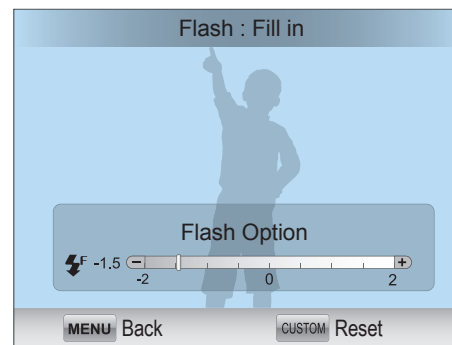 Flash : Fill in
Flash Option
F -1.5 − +
-2 0 2
MENU Back CUSTOM Reset